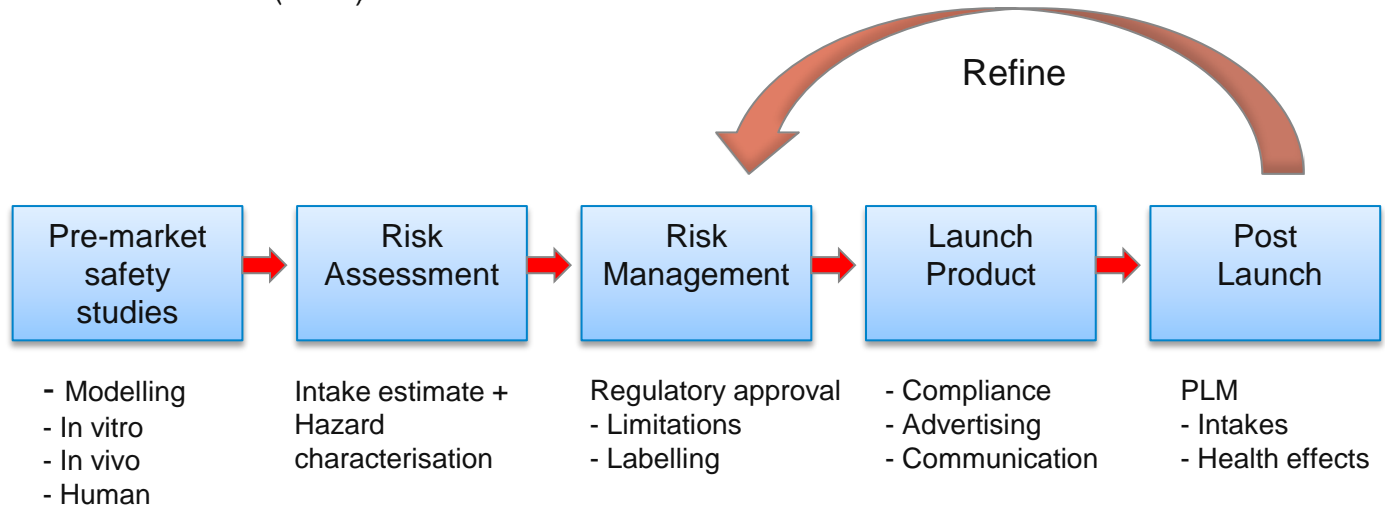 Refine
Pre-market
safety
studies
Risk
Assessment
Risk
Management
Launch
Product
Post
Launch
- Modelling
- In vitro
- In vivo
- Human
Intake estimate +
Hazard
characterisation
Regulatory approval
- Limitations
- Labelling
- Compliance
- Advertising
- Communication
PLM
- Intakes
- Health effects